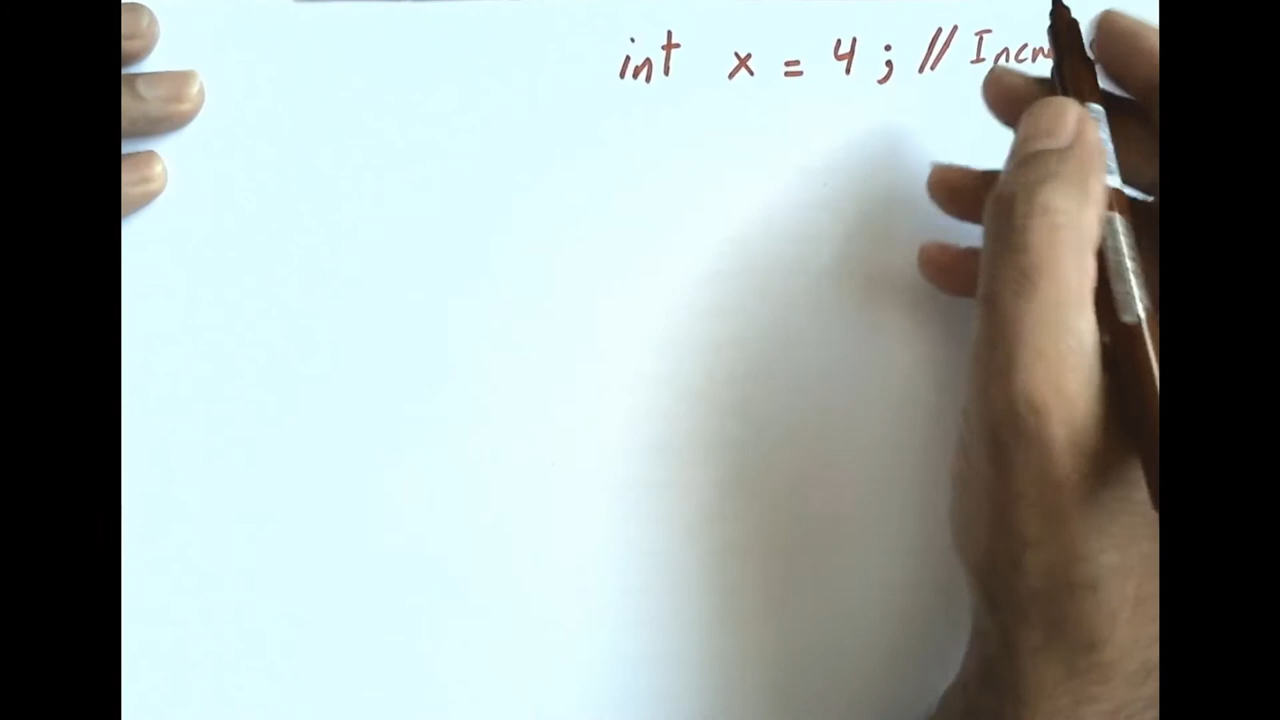 int x = 4 ; //